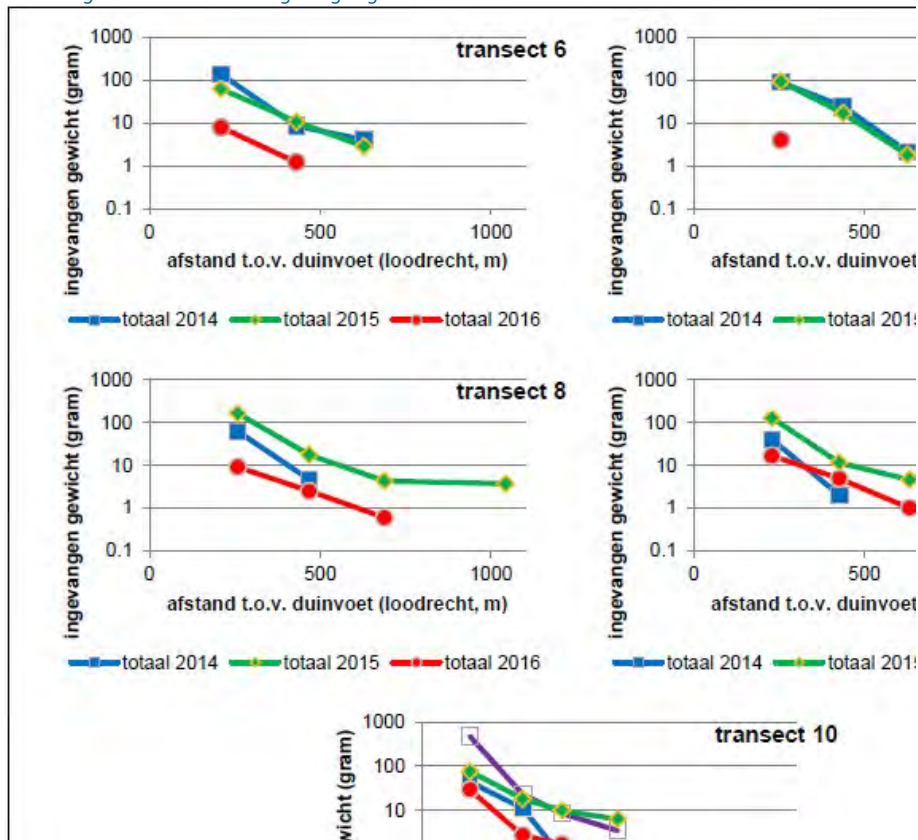 1000
100
10
1
0.1
0
500
1000
transect 6
ingevangen gewicht (gram)
afstand t.o.v. duinvoet (loodrecht, m)
totaal 2014 totaal 2015 totaal 2016
1000
100
10
1
0.1
0
500
ingevangen gewicht (gram)
afstand t.o.v. duinvoet
totaal 2014 totaal 2015
1000
100
10
1
0.1
0
500
1000
transect 8
ingevangen gewicht (gram)
afstand t.o.v. duinvoet (loodrecht, m)
totaal 2014 totaal 2015 totaal 2016
1000
100
10
1
0.1
0
500
ingevangen gewicht (gram)
afstand t.o.v. duinvoet
totaal 2014 totaal 2015
1000
100
10
transect 10
wicht (gram)